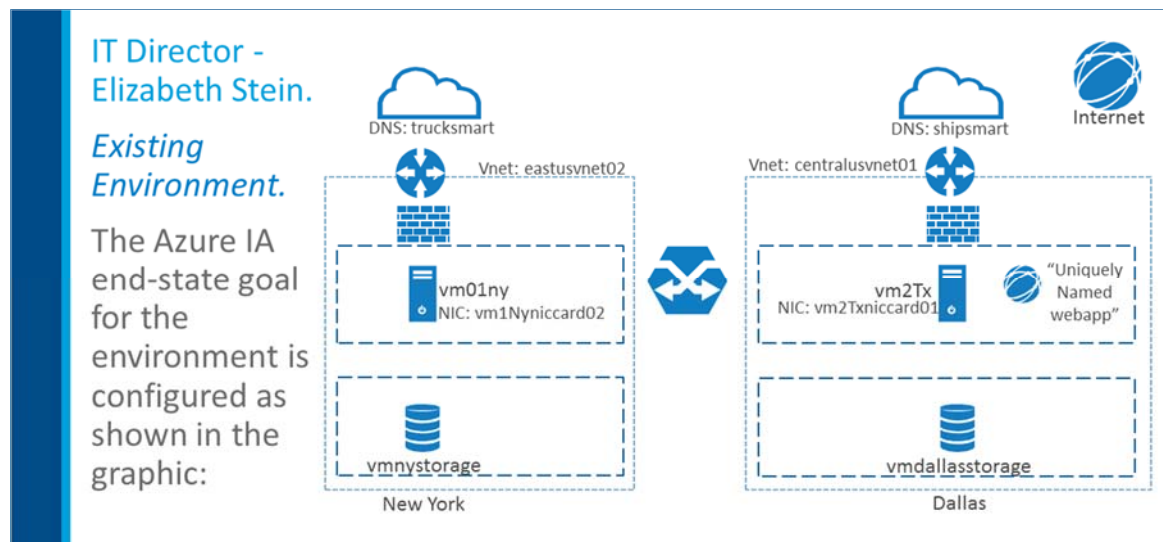 IT Director -
Elizabeth Stein.
Existing
Environment.
The Azure IA
end-state goal
for the
environment is
configured as
shown in the
graphic:
DNS: trucksmart
Vnet: eastusvnet02
vm01ny
NIC: vm1Nyniccard02
vmnystorage
New York
DNS: shipsmart
Internet
Vnet: centralusvnet01
vm2Tx
NIC: vm2Txniccard01
“Uniquely
Named
webapp”
vmdallasstorage
Dallas